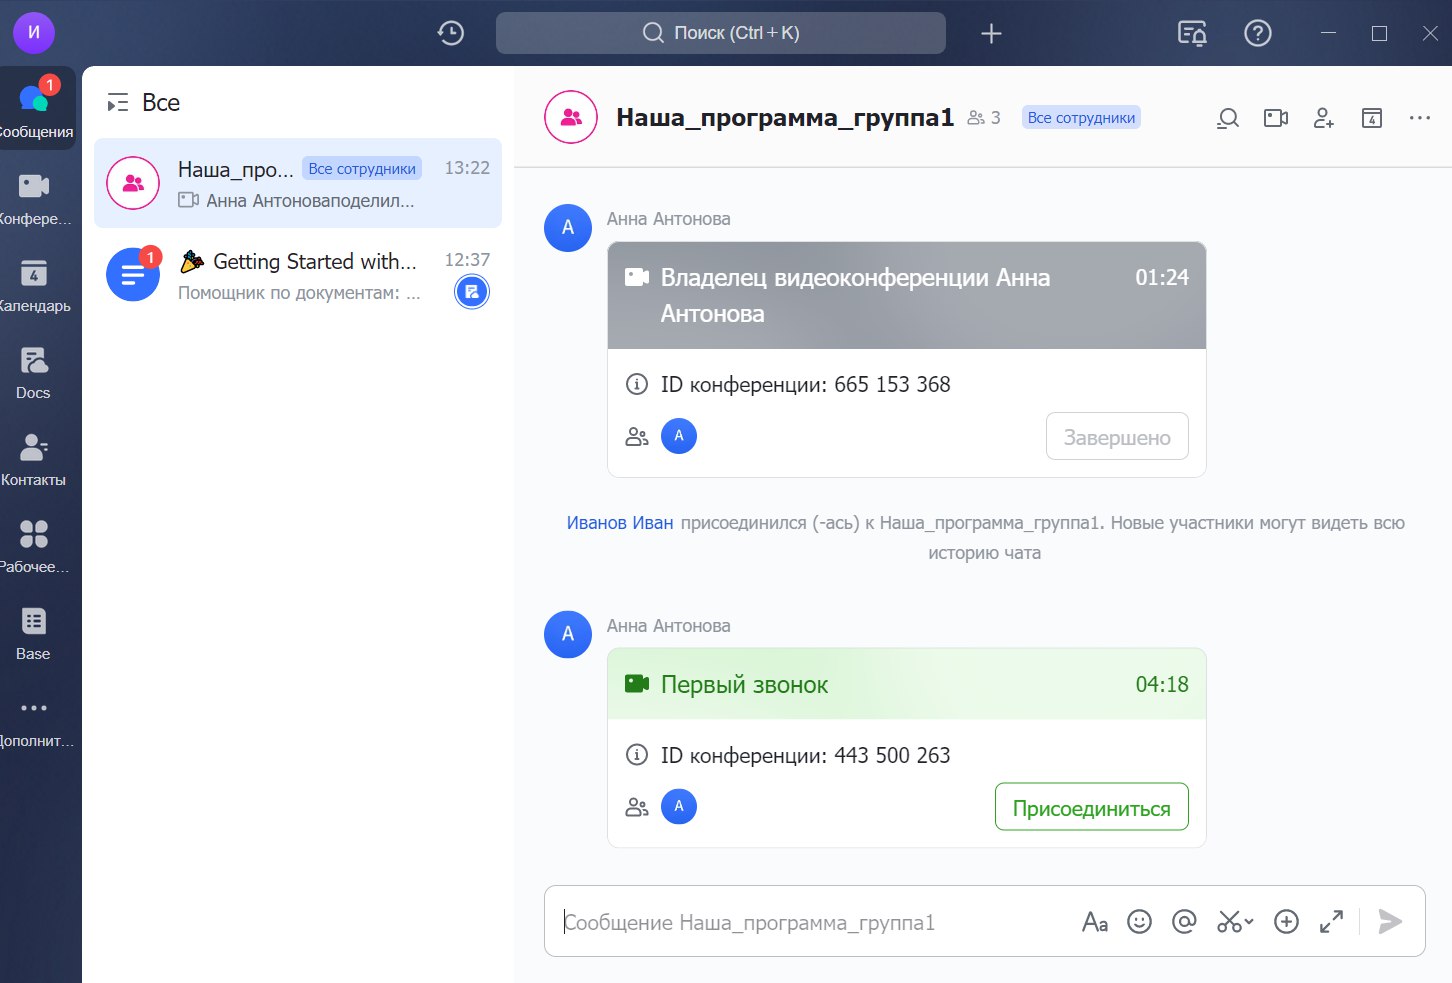 И
Поиск (Ctrl + K)
1
Сообщения
Конфере...
4
Календарь
Docs
Контакты
Рабочее...
Base
Дополнит...
Все
Наша_про...
Все сотрудники
13:22
Анна Антоноваподелил...
1
Getting Started with...
12:37
Помощник по документам: ...
Наша_программа_группа1
3
Все сотрудники
4
А
Анна Антонова
Владелец видеоконференции Анна
Антонова
01:24
ID конференции: 665 153 368
А
Завершено
Иванов Иван присоединился (-ась) к Наша_программа_группа1. Новые участники могут видеть всю
историю чата
А
Анна Антонова
Первый звонок
04:18
ID конференции: 443 500 263
А
Присоединиться
Сообщение Наша_программа_группа1
Aa